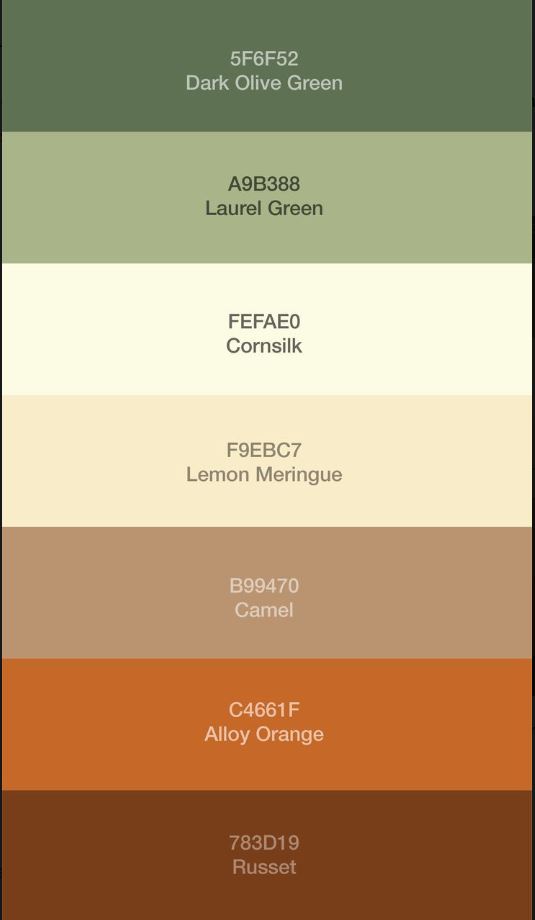 5F6F52
Dark Olive Green
A9B388
Laurel Green
FEFAE0
Cornsilk
F9EBC7
Lemon Meringue
B99470
Camel
C4661F
Alloy Orange
783D19
Russet